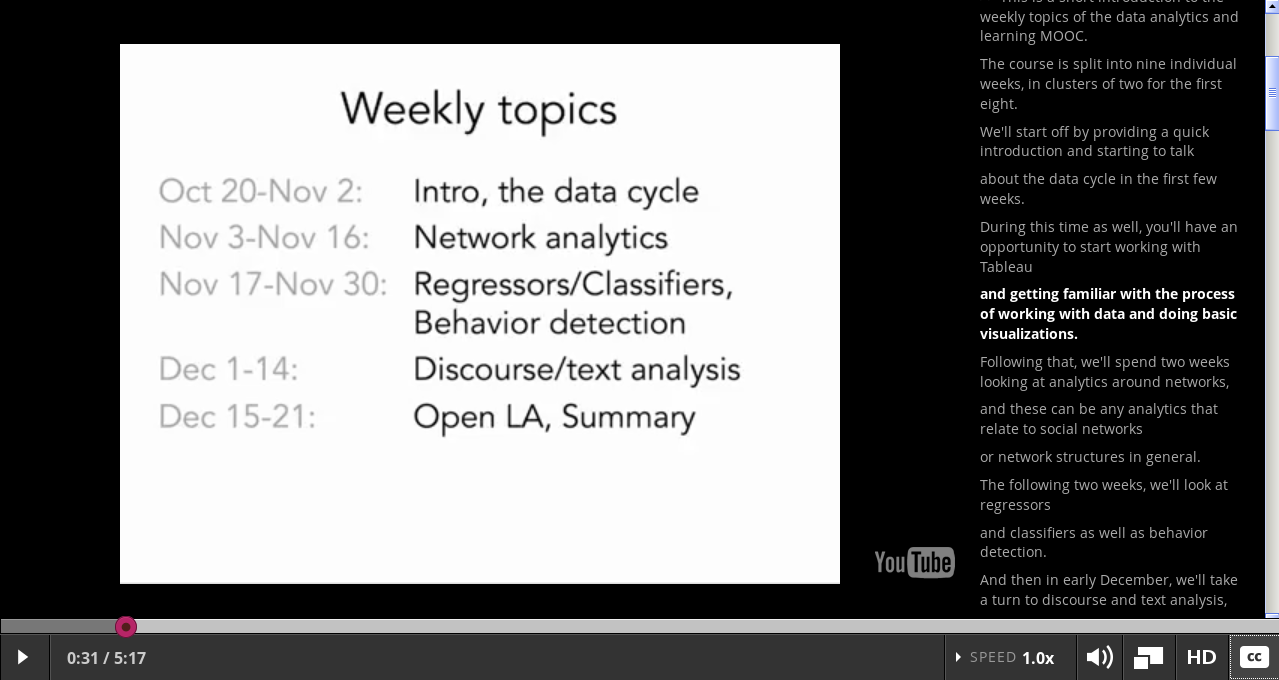 Weekly topics
Oct 20-Nov 2: Intro, the data cycle
Nov 3-Nov 16: Network analytics
Nov 17-Nov 30: Regressors/Classifiers,
Behavior detection
Dec 1-14: Discourse/text analysis
Dec 15-21: Open LA, Summary
YouTube
weekly topics of the data analytics and
learning MOOC.
The course is split into nine individual
weeks, in clusters of two for the first
eight.
We'll start off by providing a quick
introduction and starting to talk
about the data cycle in the first few
weeks.
During this time as well, you'll have an
opportunity to start working with
Tableau
and getting familiar with the process
of working with data and doing basic
visualizations.
Following that, we'll spend two weeks
looking at analytics around networks,
and these can be any analytics that
relate to social networks
or network structures in general.
The following two weeks, we'll look at
regressors
and classifiers as well as behavior
detection.
And then in early December, we'll take
a turn to discourse and text analysis,
0:31 / 5:17
SPEED 1.0x
HD
cc